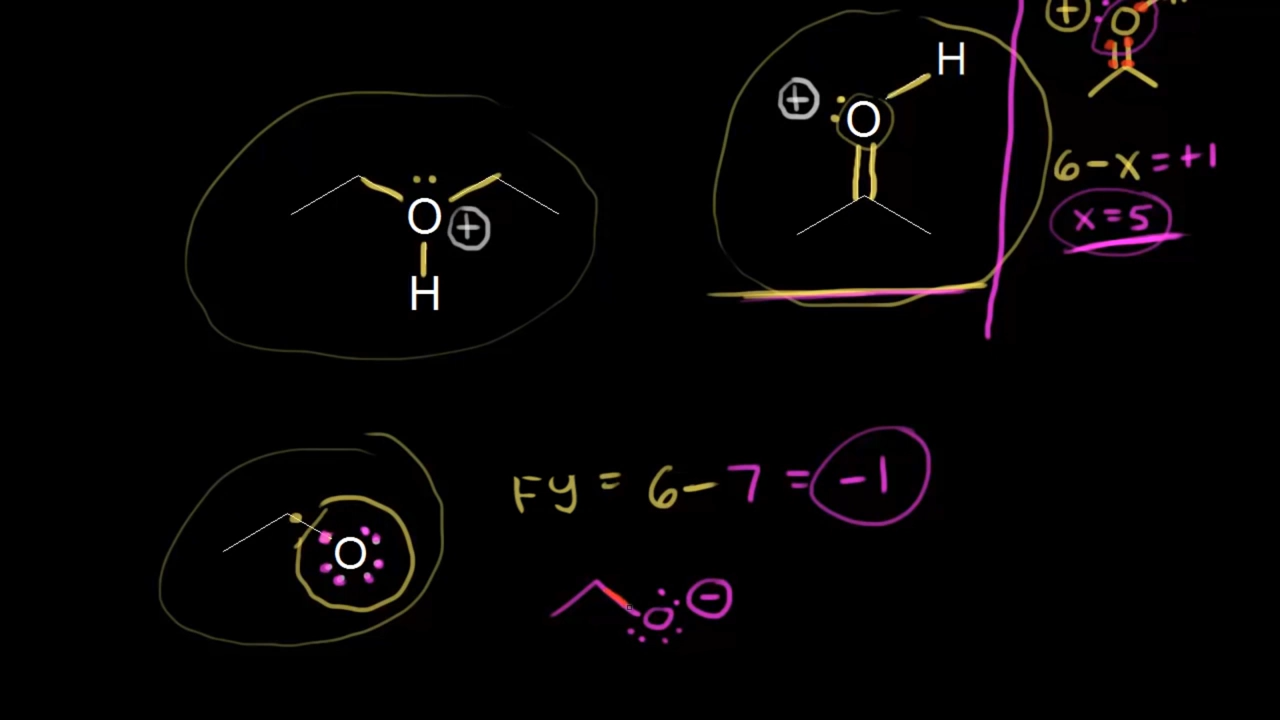 H
⊕ O
O ⊕
H
⊕ O
6 - x = +1
x = 5
O
Fy = 6 - 7 = -1
O ⊖